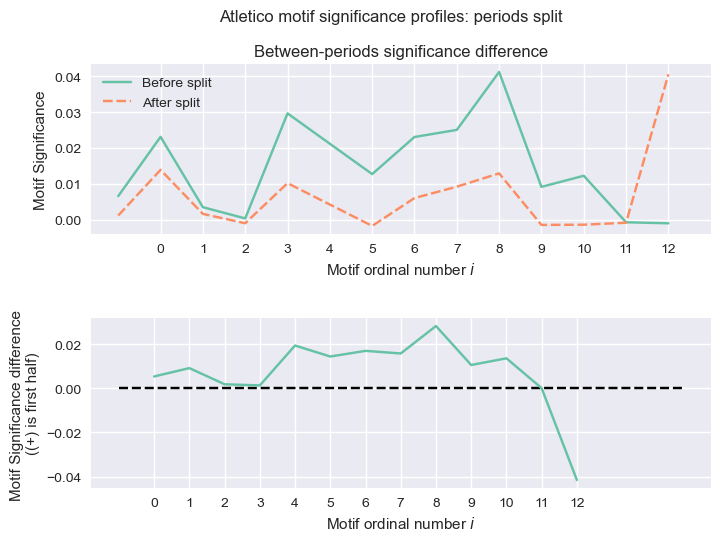 Atletico motif significance profiles: periods split
Between-periods significance difference
Motif Significance
0.04
0.03
0.02
0.01
0.00
Before split
After split
0 1 2 3 4 5 6 7 8 9 10 11 12
Motif ordinal number i
Motif Significance difference
((+) is first half)
0.02
0.00
−0.02
−0.04
0 1 2 3 4 5 6 7 8 9 10 11 12
Motif ordinal number i